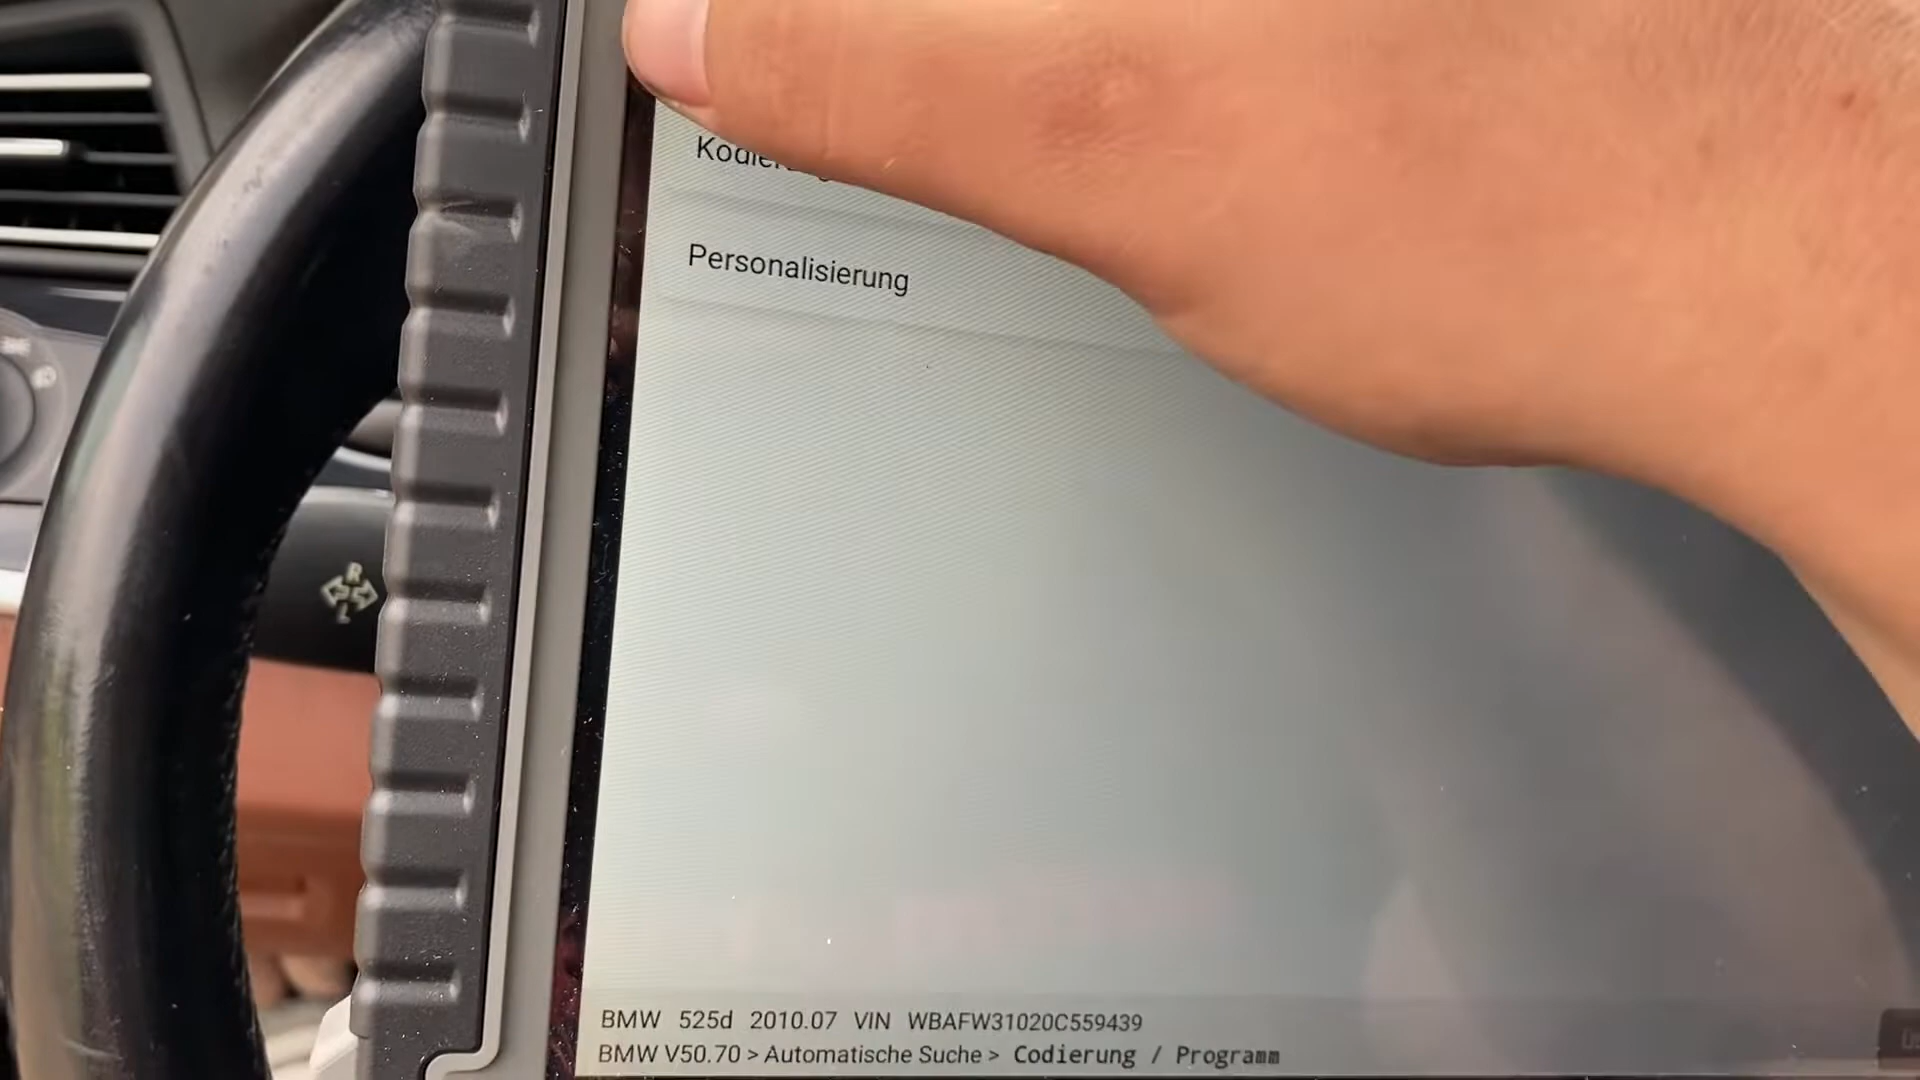 Personalisierung
R
L
BMW 525d 2010.07 VIN WBAFW31020C559439
BMW V50.70 > Automatische Suche > Codierung / Programm